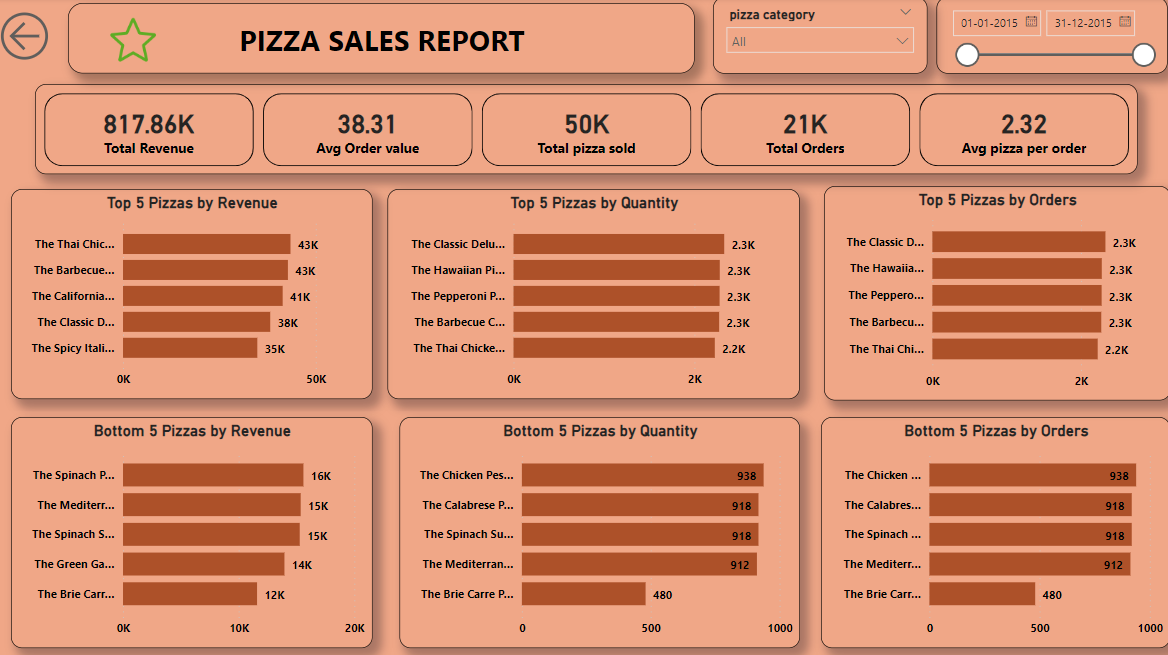 PIZZA SALES REPORT
pizza category
All
01-01-2015
31-12-2015
817.86K
Total Revenue
38.31
Avg Order value
50K
Total pizza sold
21K
Total Orders
2.32
Avg pizza per order
Top 5 Pizzas by Revenue
The Thai Chic... 43K
The Barbecue... 43K
The California... 41K
The Classic D... 38K
The Spicy Itali... 35K
0K 50K
Top 5 Pizzas by Quantity
The Classic Delu... 2.3K
The Hawaiian Pi... 2.3K
The Pepperoni P... 2.3K
The Barbecue C... 2.3K
The Thai Chicke... 2.2K
0K 2K
Top 5 Pizzas by Orders
The Classic D... 2.3K
The Hawaiia... 2.3K
The Peppero... 2.3K
The Barbecu... 2.3K
The Thai Chi... 2.2K
0K 2K
Bottom 5 Pizzas by Revenue
The Spinach P... 16K
The Mediterr... 15K
The Spinach S... 15K
The Green Ga... 14K
The Brie Carr... 12K
0K 10K 20K
Bottom 5 Pizzas by Quantity
The Chicken Pes... 938
The Calabrese P... 918
The Spinach Su... 918
The Mediterran... 912
The Brie Carre P... 480
0 500 1000
Bottom 5 Pizzas by Orders
The Chicken ... 938
The Calabres... 918
The Spinach ... 918
The Mediterr... 912
The Brie Carr... 480
0 500 1000